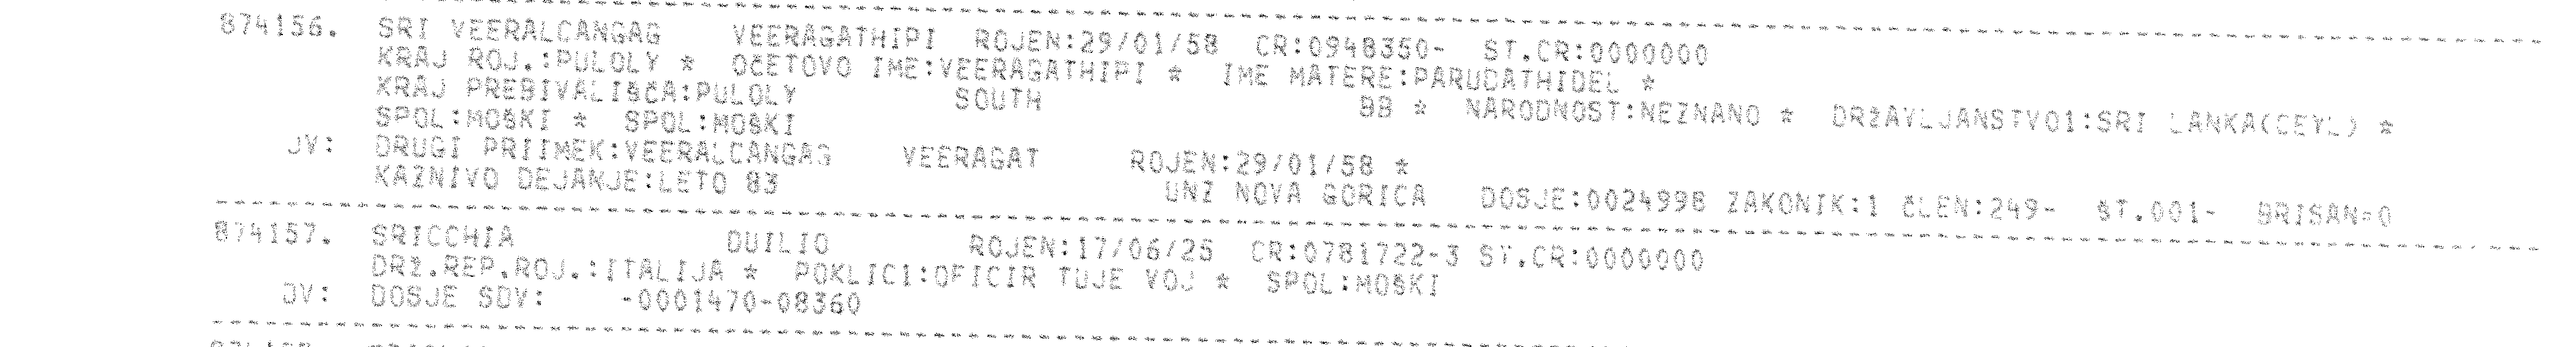 874156. SRI VEERALCANGAG VEERAGATHIPI ROJEN:29/01/58 CR:0948350- ST.CR:0000000
KRAJ ROJ.:PULOLY * OČETOVO IME:VEERAGATHIPI * IME MATERE:PARUDATHIDEL *
KRAJ PREBIVALIŠČA:PULOLY SOUTH BB * NARODNOST:NEZNANO * DRŽAVLJANSTVO1:SRI LANKA(CEYL) *
SPOL:MOŠKI * SPOL:MOŠKI
JV: DRUGI PRIIMEK:VEERALCANGAG VEERAGAT ROJEN:29/01/58 *
KAZNIVO DEJANJE:LETO 83 UNZ NOVA GORICA DOSJE:0024998 ZAKONIK:1 ČLEN:249- ŠT.001- BRISAN=0
874157. SRICCHIA DUILIO ROJEN:17/06/25 CR:0781722-3 ST.CR:0000000
DRŽ.REP.ROJ.:ITALIJA * POKLIC1:OFICIR TUJE VOJ * SPOL:MOŠKI
DV: DOSJE SDV: -0001470-08360